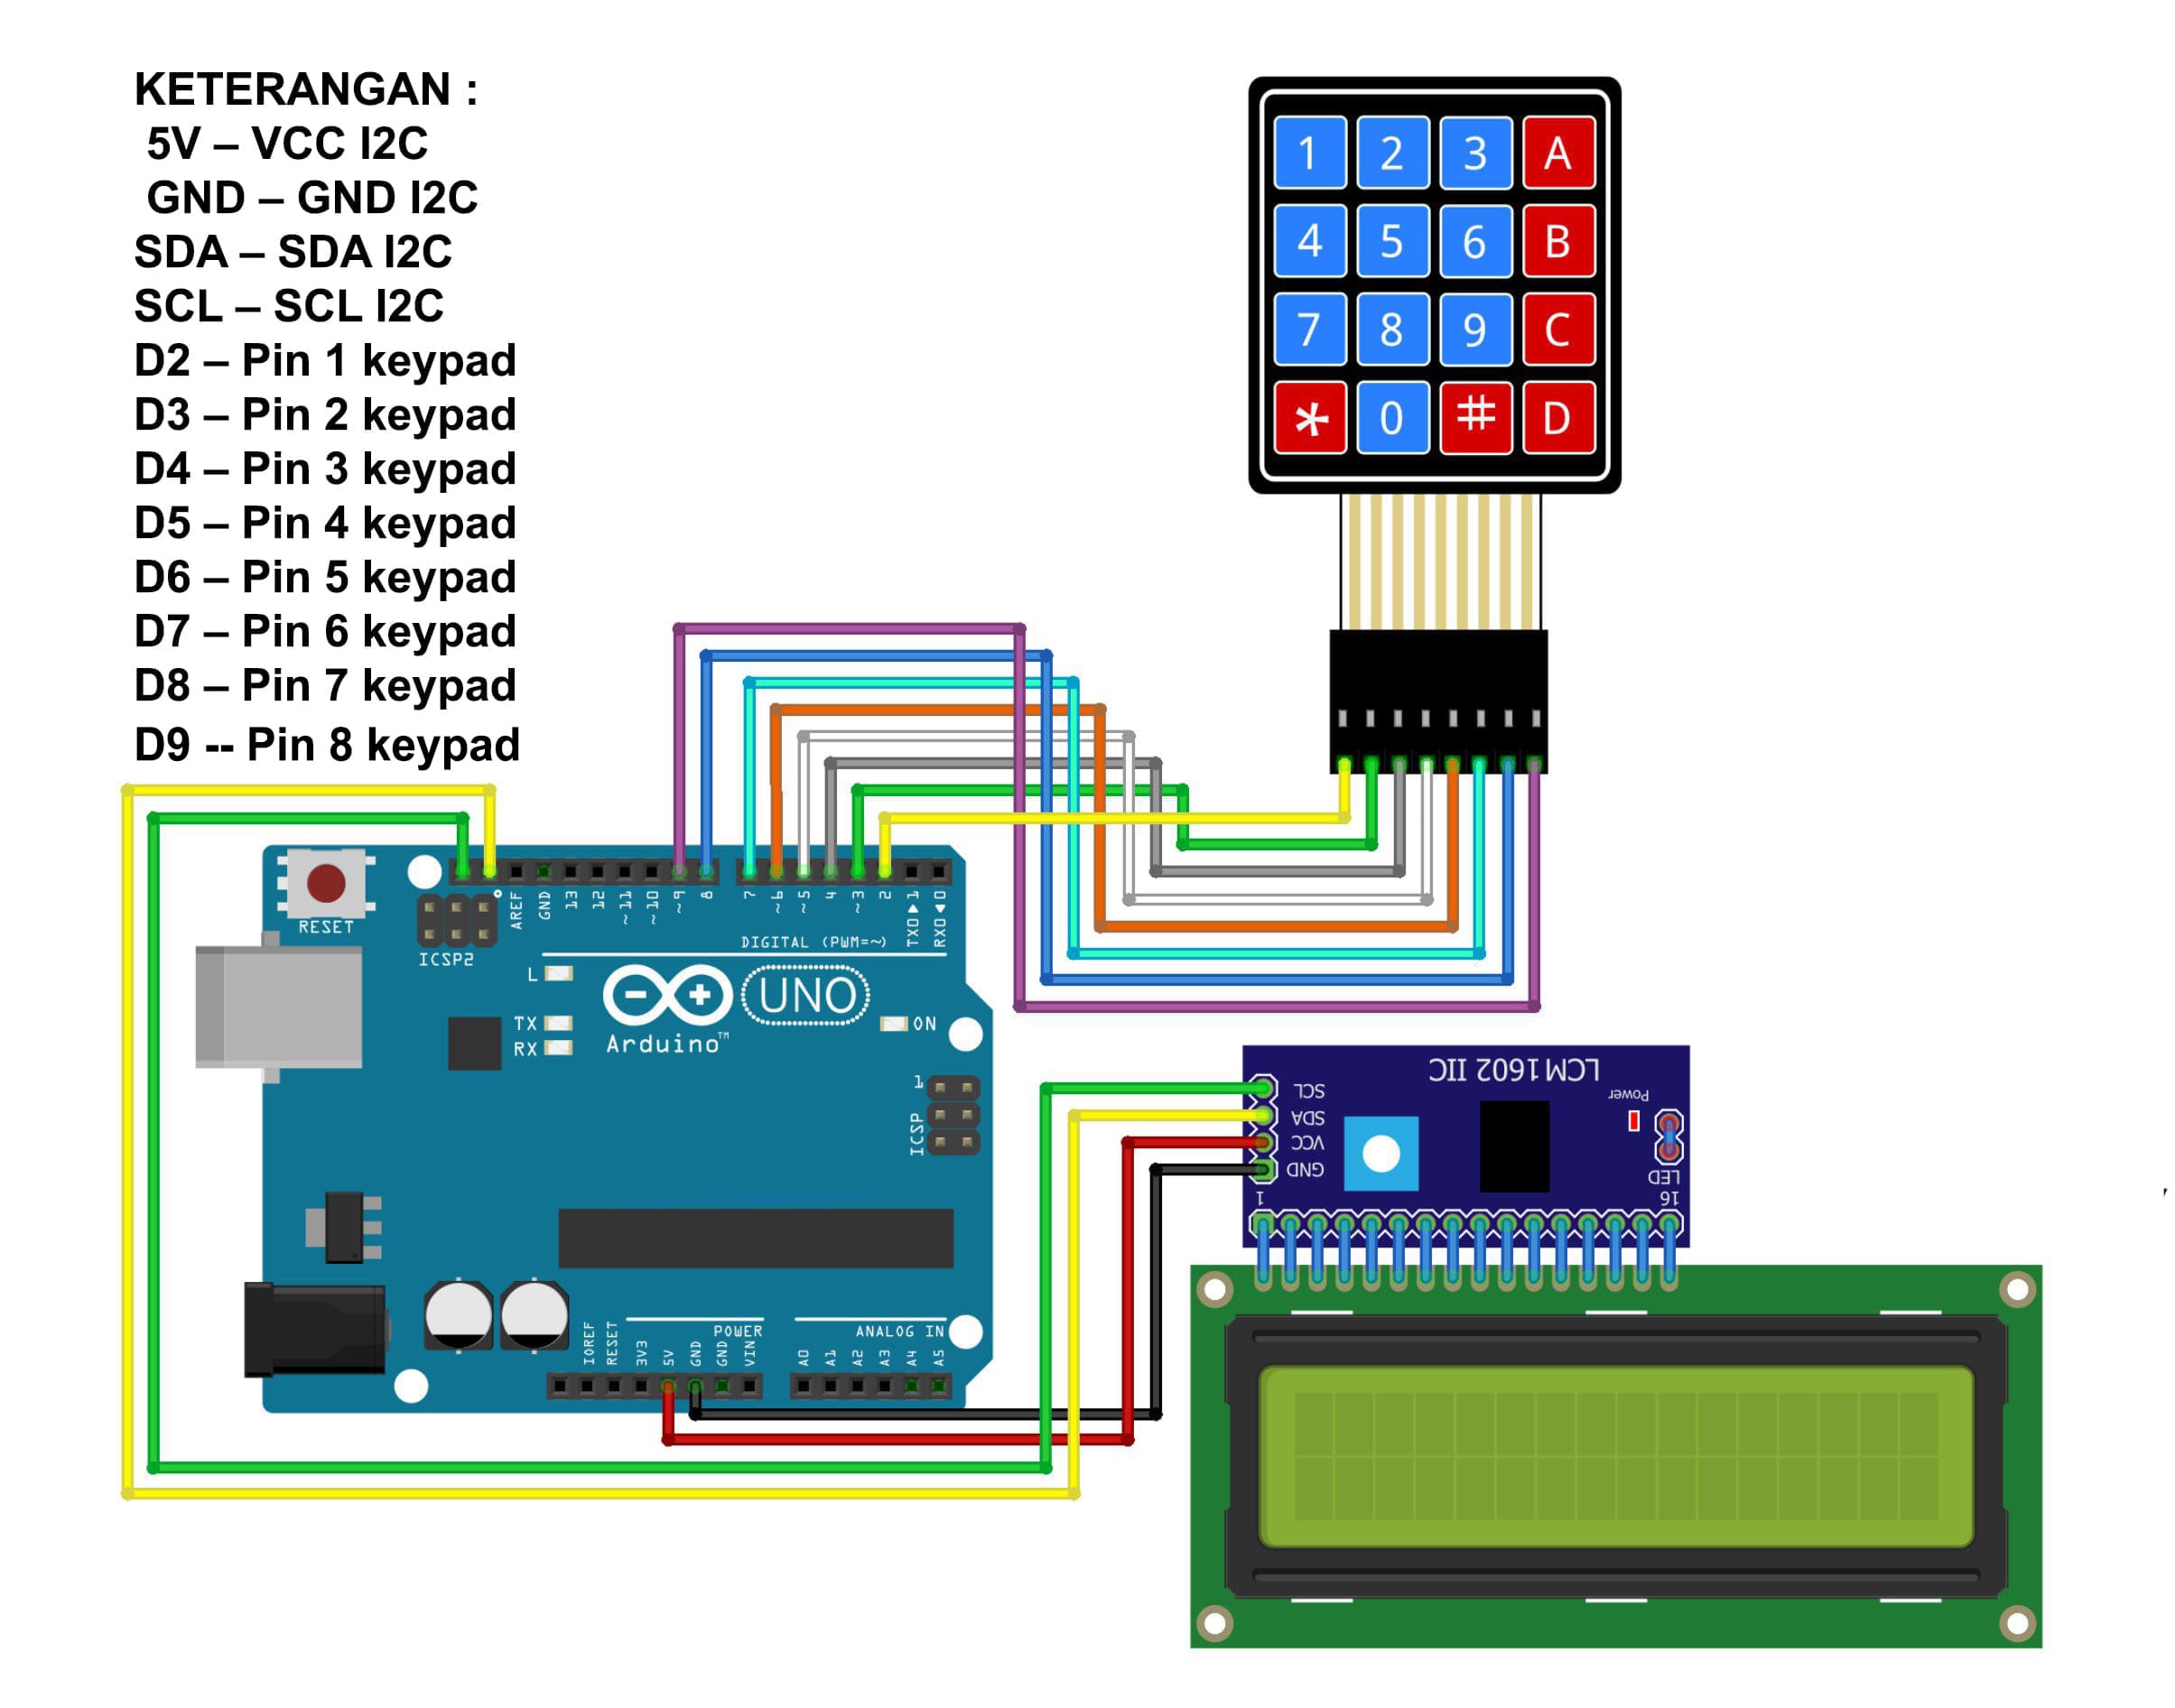 KETERANGAN :
5V – VCC I2C
GND – GND I2C
SDA – SDA I2C
SCL – SCL I2C
D2 – Pin 1 keypad
D3 – Pin 2 keypad
D4 – Pin 3 keypad
D5 – Pin 4 keypad
D6 – Pin 5 keypad
D7 – Pin 6 keypad
D8 – Pin 7 keypad
D9 -- Pin 8 keypad
1 2 3 A
4 5 6 B
7 8 9 C
* 0 # D
RESET
ICSP2
AREF GND 13 12 ~11 ~10 ~9 8 7 ~6 ~5 4 ~3 2 TX0▶1 RX0◀0
DIGITAL (PWM=~)
L
TX
RX
UNO
Arduino™
ON
1
ICSP
POWER
ANALOG IN
IOREF RESET 3V3 5V GND GND VIN A0 A1 A2 A3 A4 A5
LCM1602 IIC
SCL
SDA
VCC
GND
Power
LED
1
16